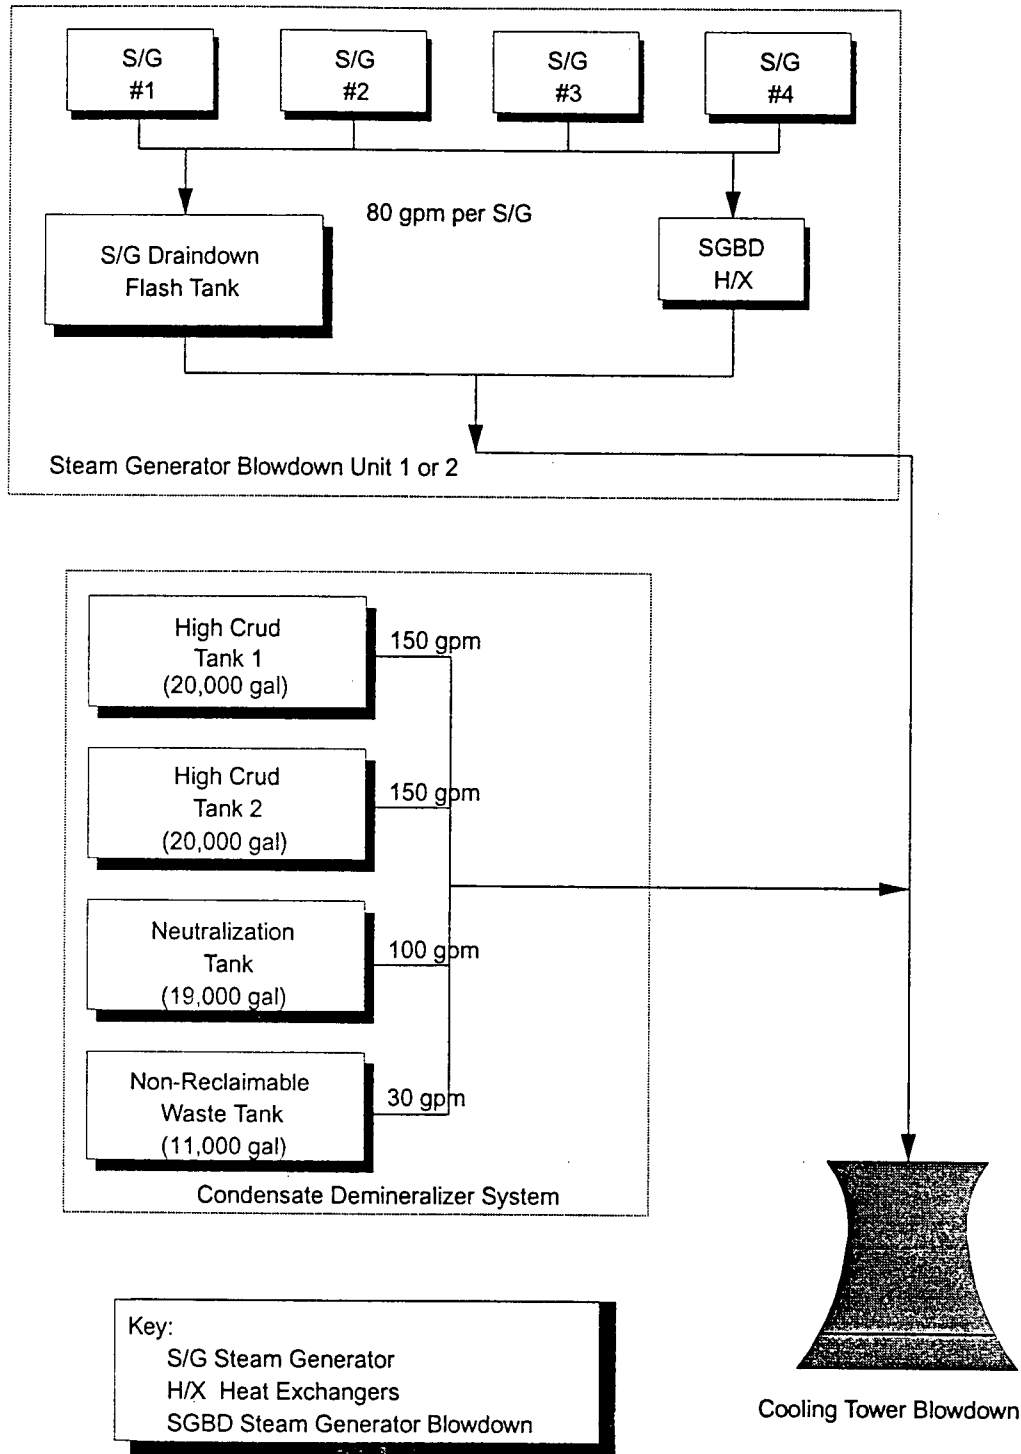 S/G
#1
S/G
#2
S/G
#3
S/G
#4
80 gpm per S/G
S/G Draindown
Flash Tank
SGBD
H/X
Steam Generator Blowdown Unit 1 or 2
High Crud
Tank 1
(20,000 gal)
150 gpm
High Crud
Tank 2
(20,000 gal)
150 gpm
Neutralization
Tank
(19,000 gal)
100 gpm
Non-Reclaimable
Waste Tank
(11,000 gal)
30 gpm
Condensate Demineralizer System
Key:
S/G Steam Generator
H/X Heat Exchangers
SGBD Steam Generator Blowdown
Cooling Tower Blowdown